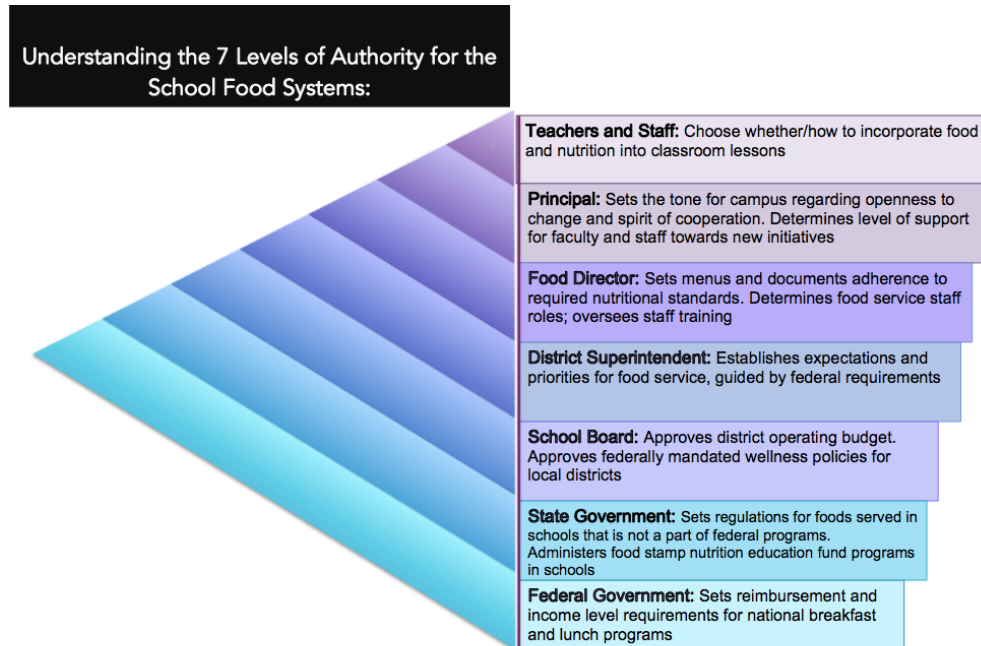 Understanding the 7 Levels of Authority for the
School Food Systems:
Teachers and Staff: Choose whether/how to incorporate food
and nutrition into classroom lessons
Principal: Sets the tone for campus regarding openness to
change and spirit of cooperation. Determines level of support
for faculty and staff towards new initiatives
Food Director: Sets menus and documents adherence to
required nutritional standards. Determines food service staff
roles; oversees staff training
District Superintendent: Establishes expectations and
priorities for food service, guided by federal requirements
School Board: Approves district operating budget.
Approves federally mandated wellness policies for
local districts
State Government: Sets regulations for foods served in
schools that is not a part of federal programs.
Administers food stamp nutrition education fund programs
in schools
Federal Government: Sets reimbursement and
income level requirements for national breakfast
and lunch programs